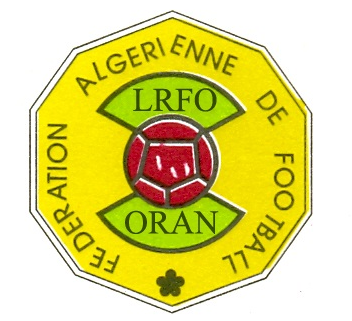 FEDERATION ALGERIENNE DE FOOTBALL
LRFO
ORAN